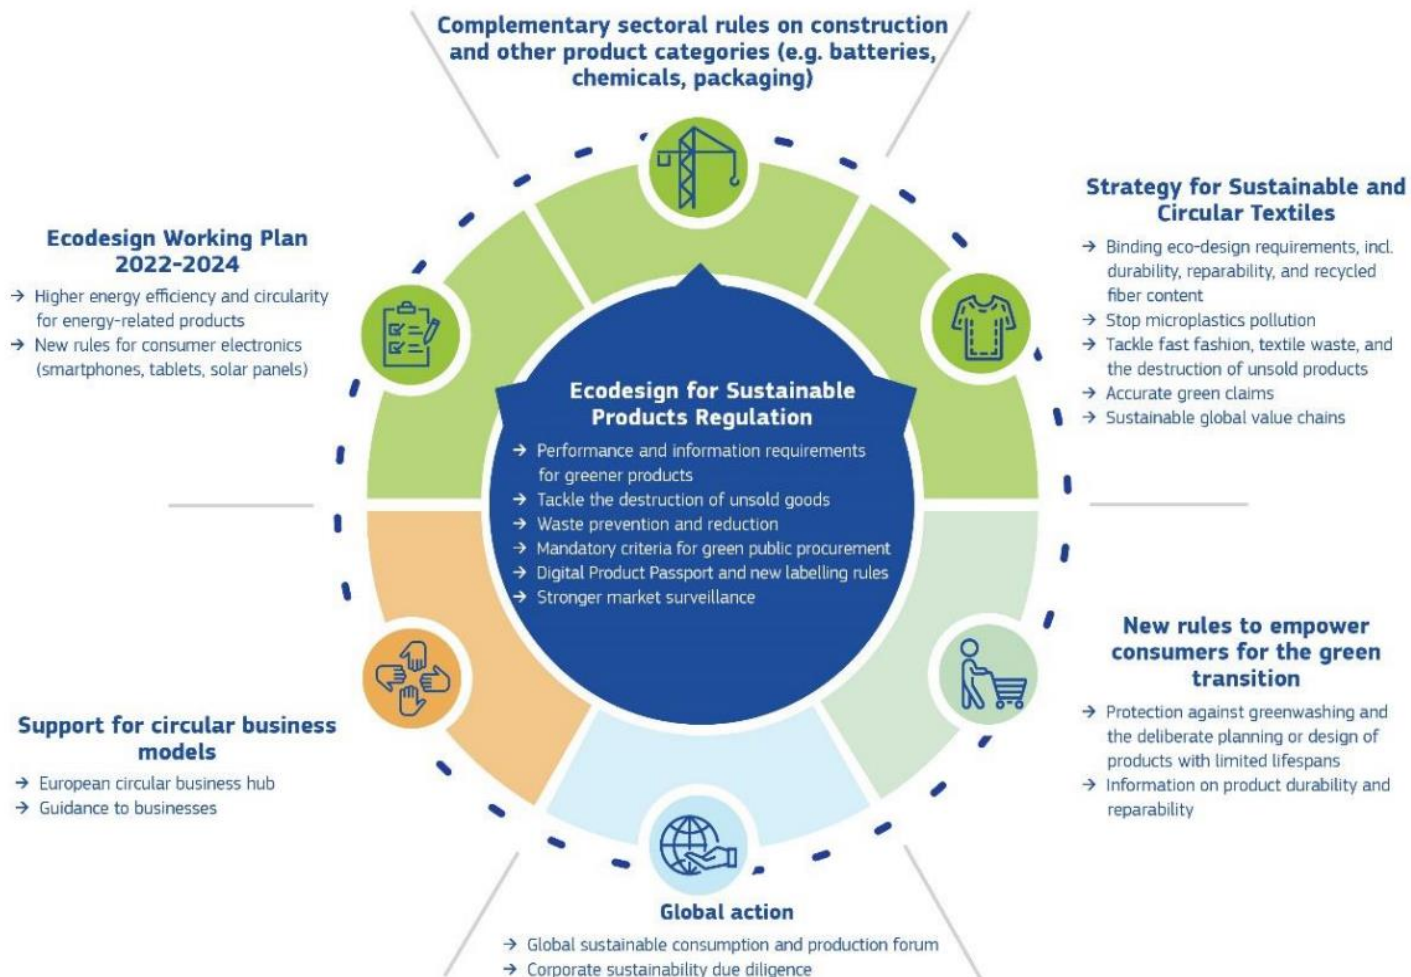 Complementary sectoral rules on construction
and other product categories (e.g. batteries,
chemicals, packaging)
Ecodesign Working Plan
2022-2024
→ Higher energy efficiency and circularity
for energy-related products
→ New rules for consumer electronics
(smartphones, tablets, solar panels)
Strategy for Sustainable and
Circular Textiles
→ Binding eco-design requirements, incl.
durability, reparability, and recycled
fiber content
→ Stop microplastics pollution
→ Tackle fast fashion, textile waste, and
the destruction of unsold products
→ Accurate green claims
→ Sustainable global value chains
Ecodesign for Sustainable
Products Regulation
→ Performance and information requirements
for greener products
→ Tackle the destruction of unsold goods
→ Waste prevention and reduction
→ Mandatory criteria for green public procurement
→ Digital Product Passport and new labelling rules
→ Stronger market surveillance
Support for circular business
models
→ European circular business hub
→ Guidance to businesses
New rules to empower
consumers for the green
transition
→ Protection against greenwashing and
the deliberate planning or design of
products with limited lifespans
→ Information on product durability and
reparability
Global action
→ Global sustainable consumption and production forum
→ Corporate sustainability due diligence